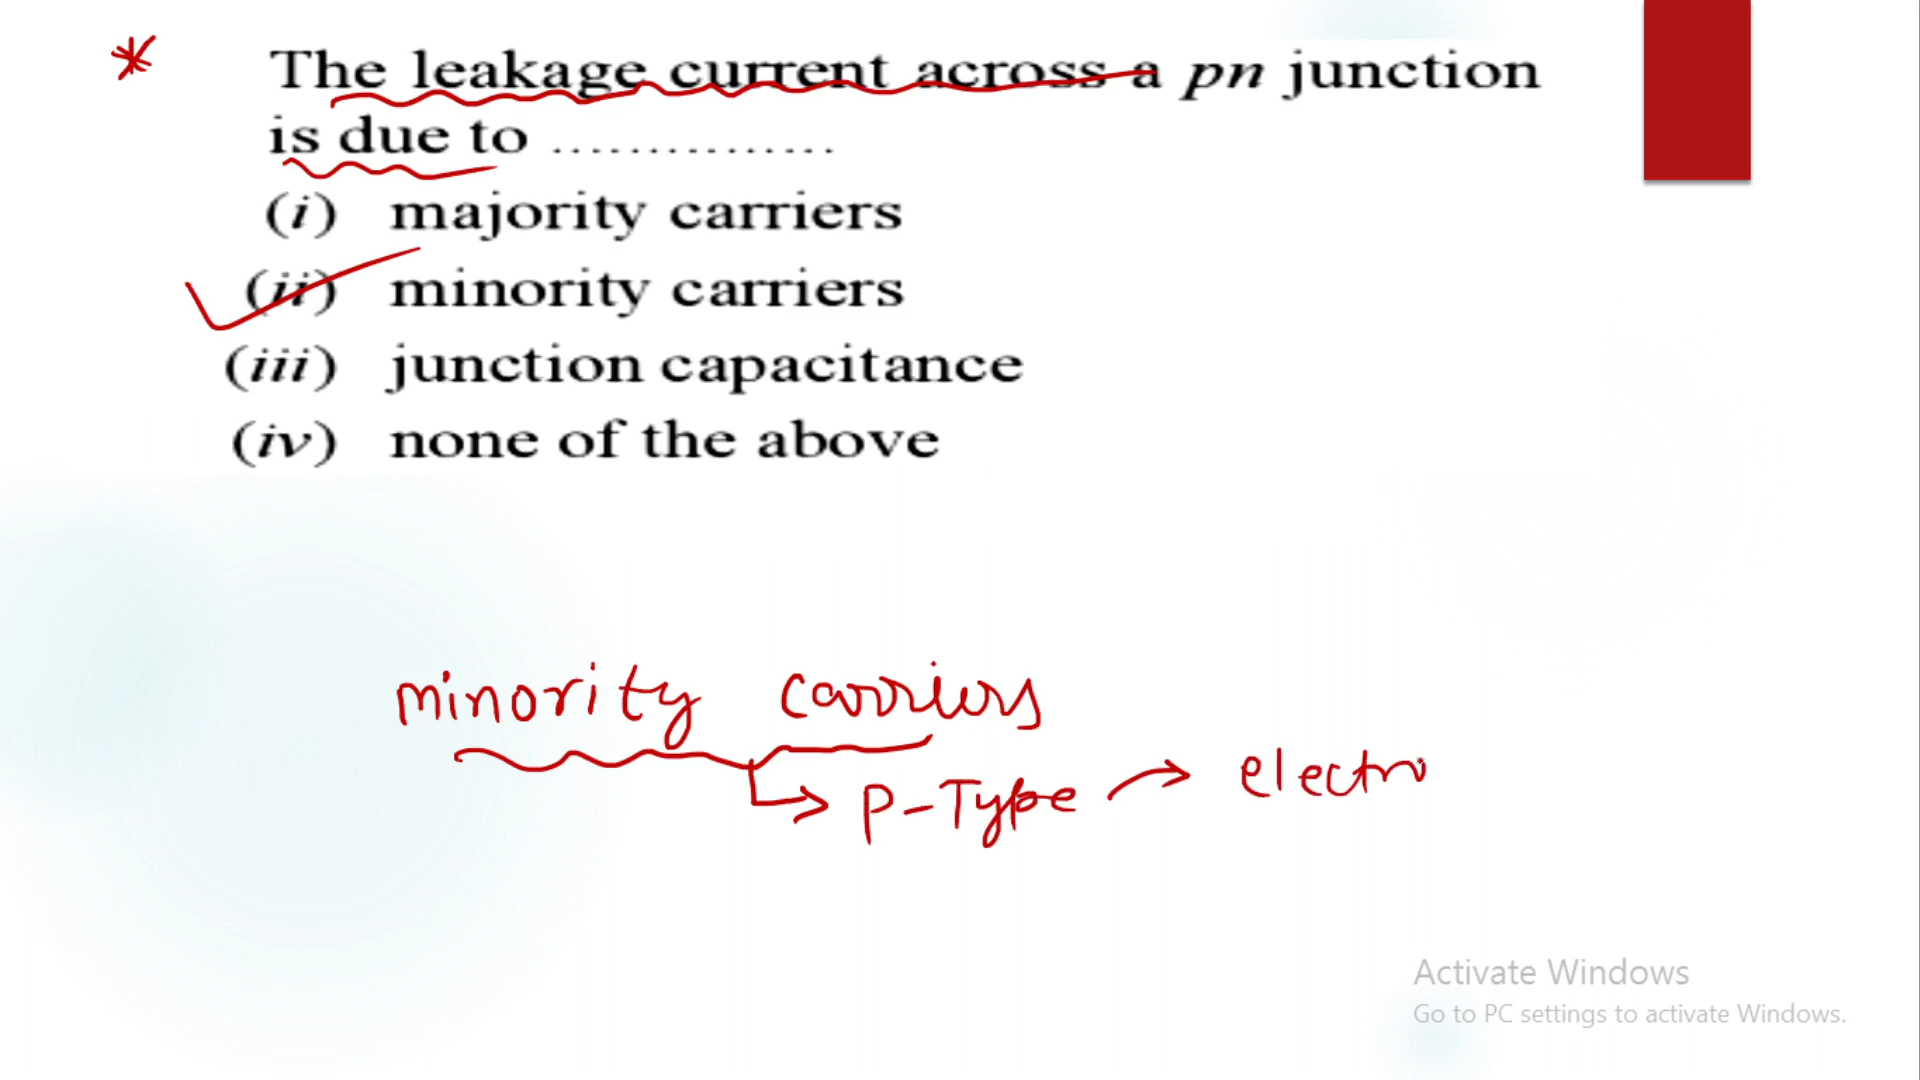 * The leakage current across a pn junction
is due to ...............
(i) majority carriers
(ii) minority carriers
(iii) junction capacitance
(iv) none of the above
minority carriers
→ P-Type → electro
Activate Windows
Go to PC settings to activate Windows.